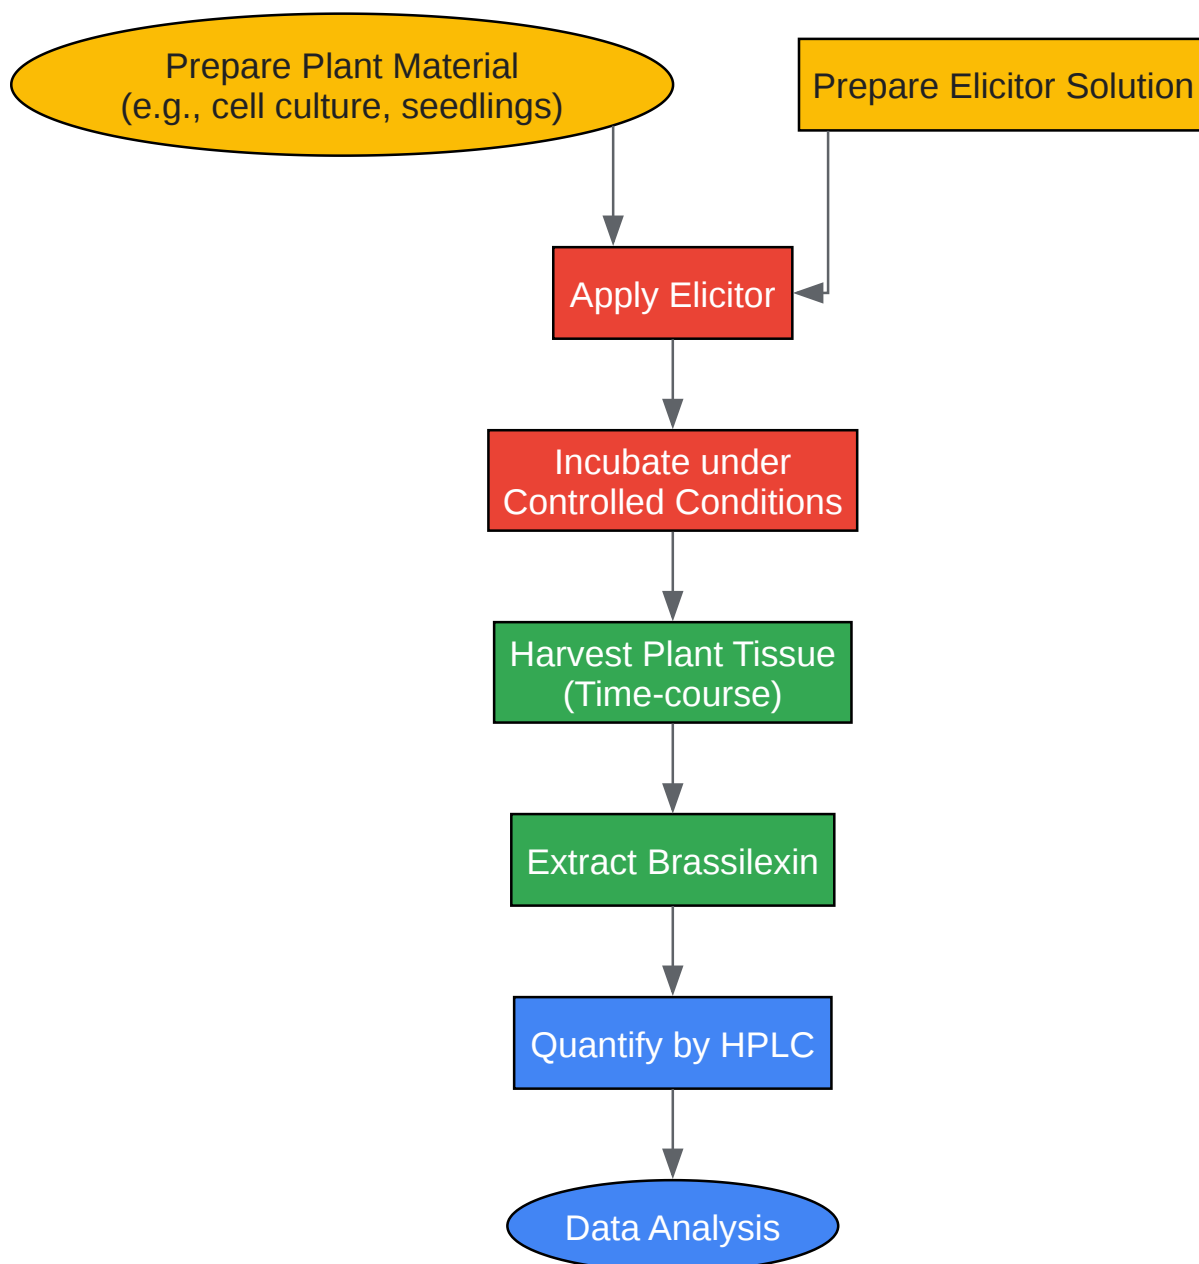 Prepare Plant Material
(e.g., cell culture, seedlings)
Prepare Elicitor Solution
Apply Elicitor
Incubate under
Controlled Conditions
Harvest Plant Tissue
(Time-course)
Extract Brassilexin
Quantify by HPLC
Data Analysis